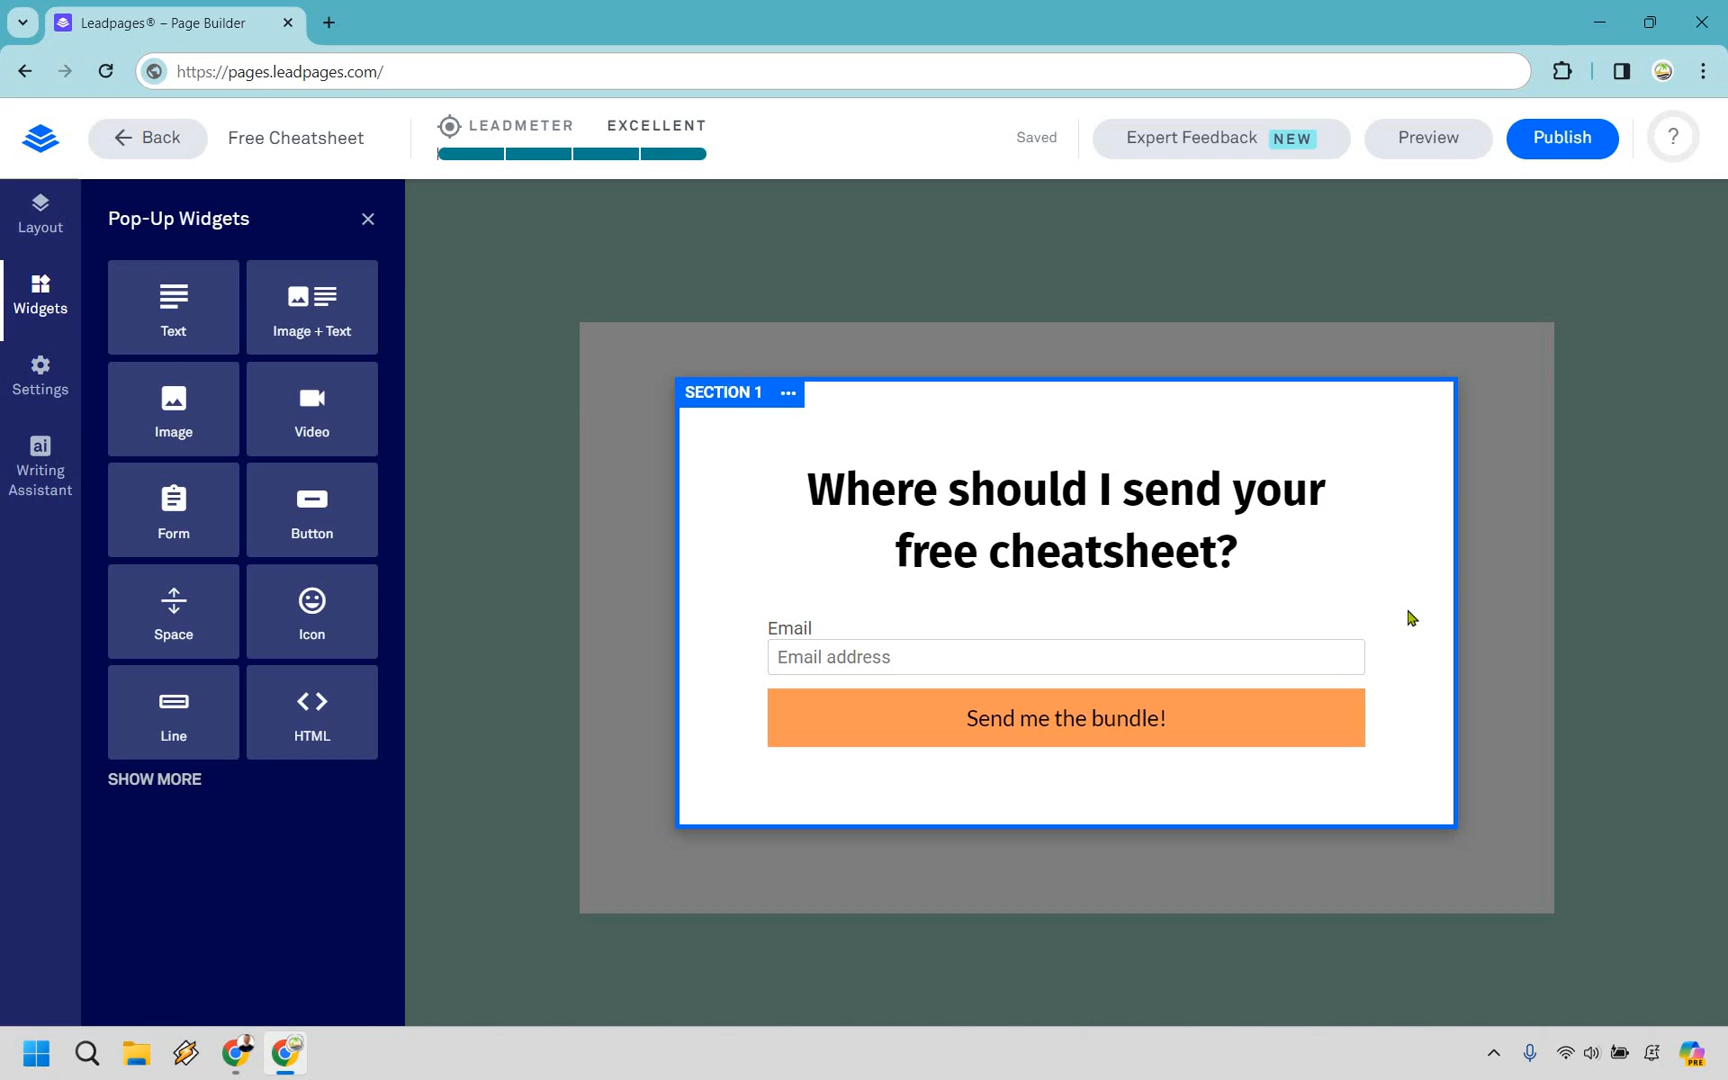 Leadpages® – Page Builder
https://pages.leadpages.com/
Back
Free Cheatsheet
LEADMETER EXCELLENT
Saved
Expert Feedback NEW
Preview
Publish
?
Layout
Widgets
Settings
ai
Writing
Assistant
Pop-Up Widgets
Text
Image + Text
Image
Video
Form
Button
Space
Icon
Line
HTML
SHOW MORE
SECTION 1
Where should I send your
free cheatsheet?
Email
Email address
Send me the bundle!
PRE